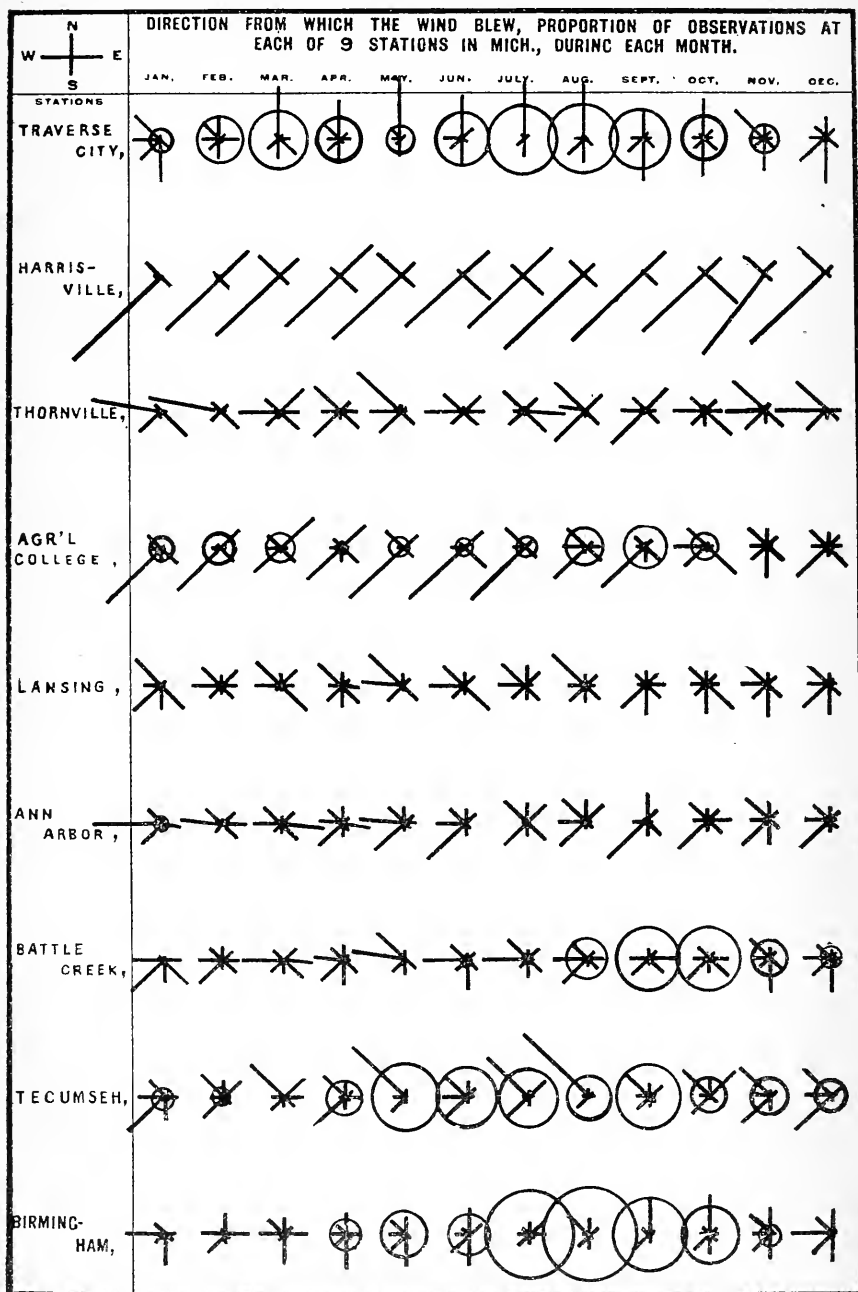 N
W E
S
DIRECTION FROM WHICH THE WIND BLEW, PROPORTION OF OBSERVATIONS AT
EACH OF 9 STATIONS IN MICH., DURINC EACH MONTH.
JAN. FEB. MAR. APR. MAY. JUN. JULY. AUG. SEPT. OCT. NOV. DEC.
STATIONS
TRAVERSE
CITY,
HARRIS-
VILLE,
THORNVILLE,
AGR'L
COLLEGE,
LANSING,
ANN
ARBOR,
BATTLE
CREEK,
TECUMSEH,
BIRMING-
HAM,